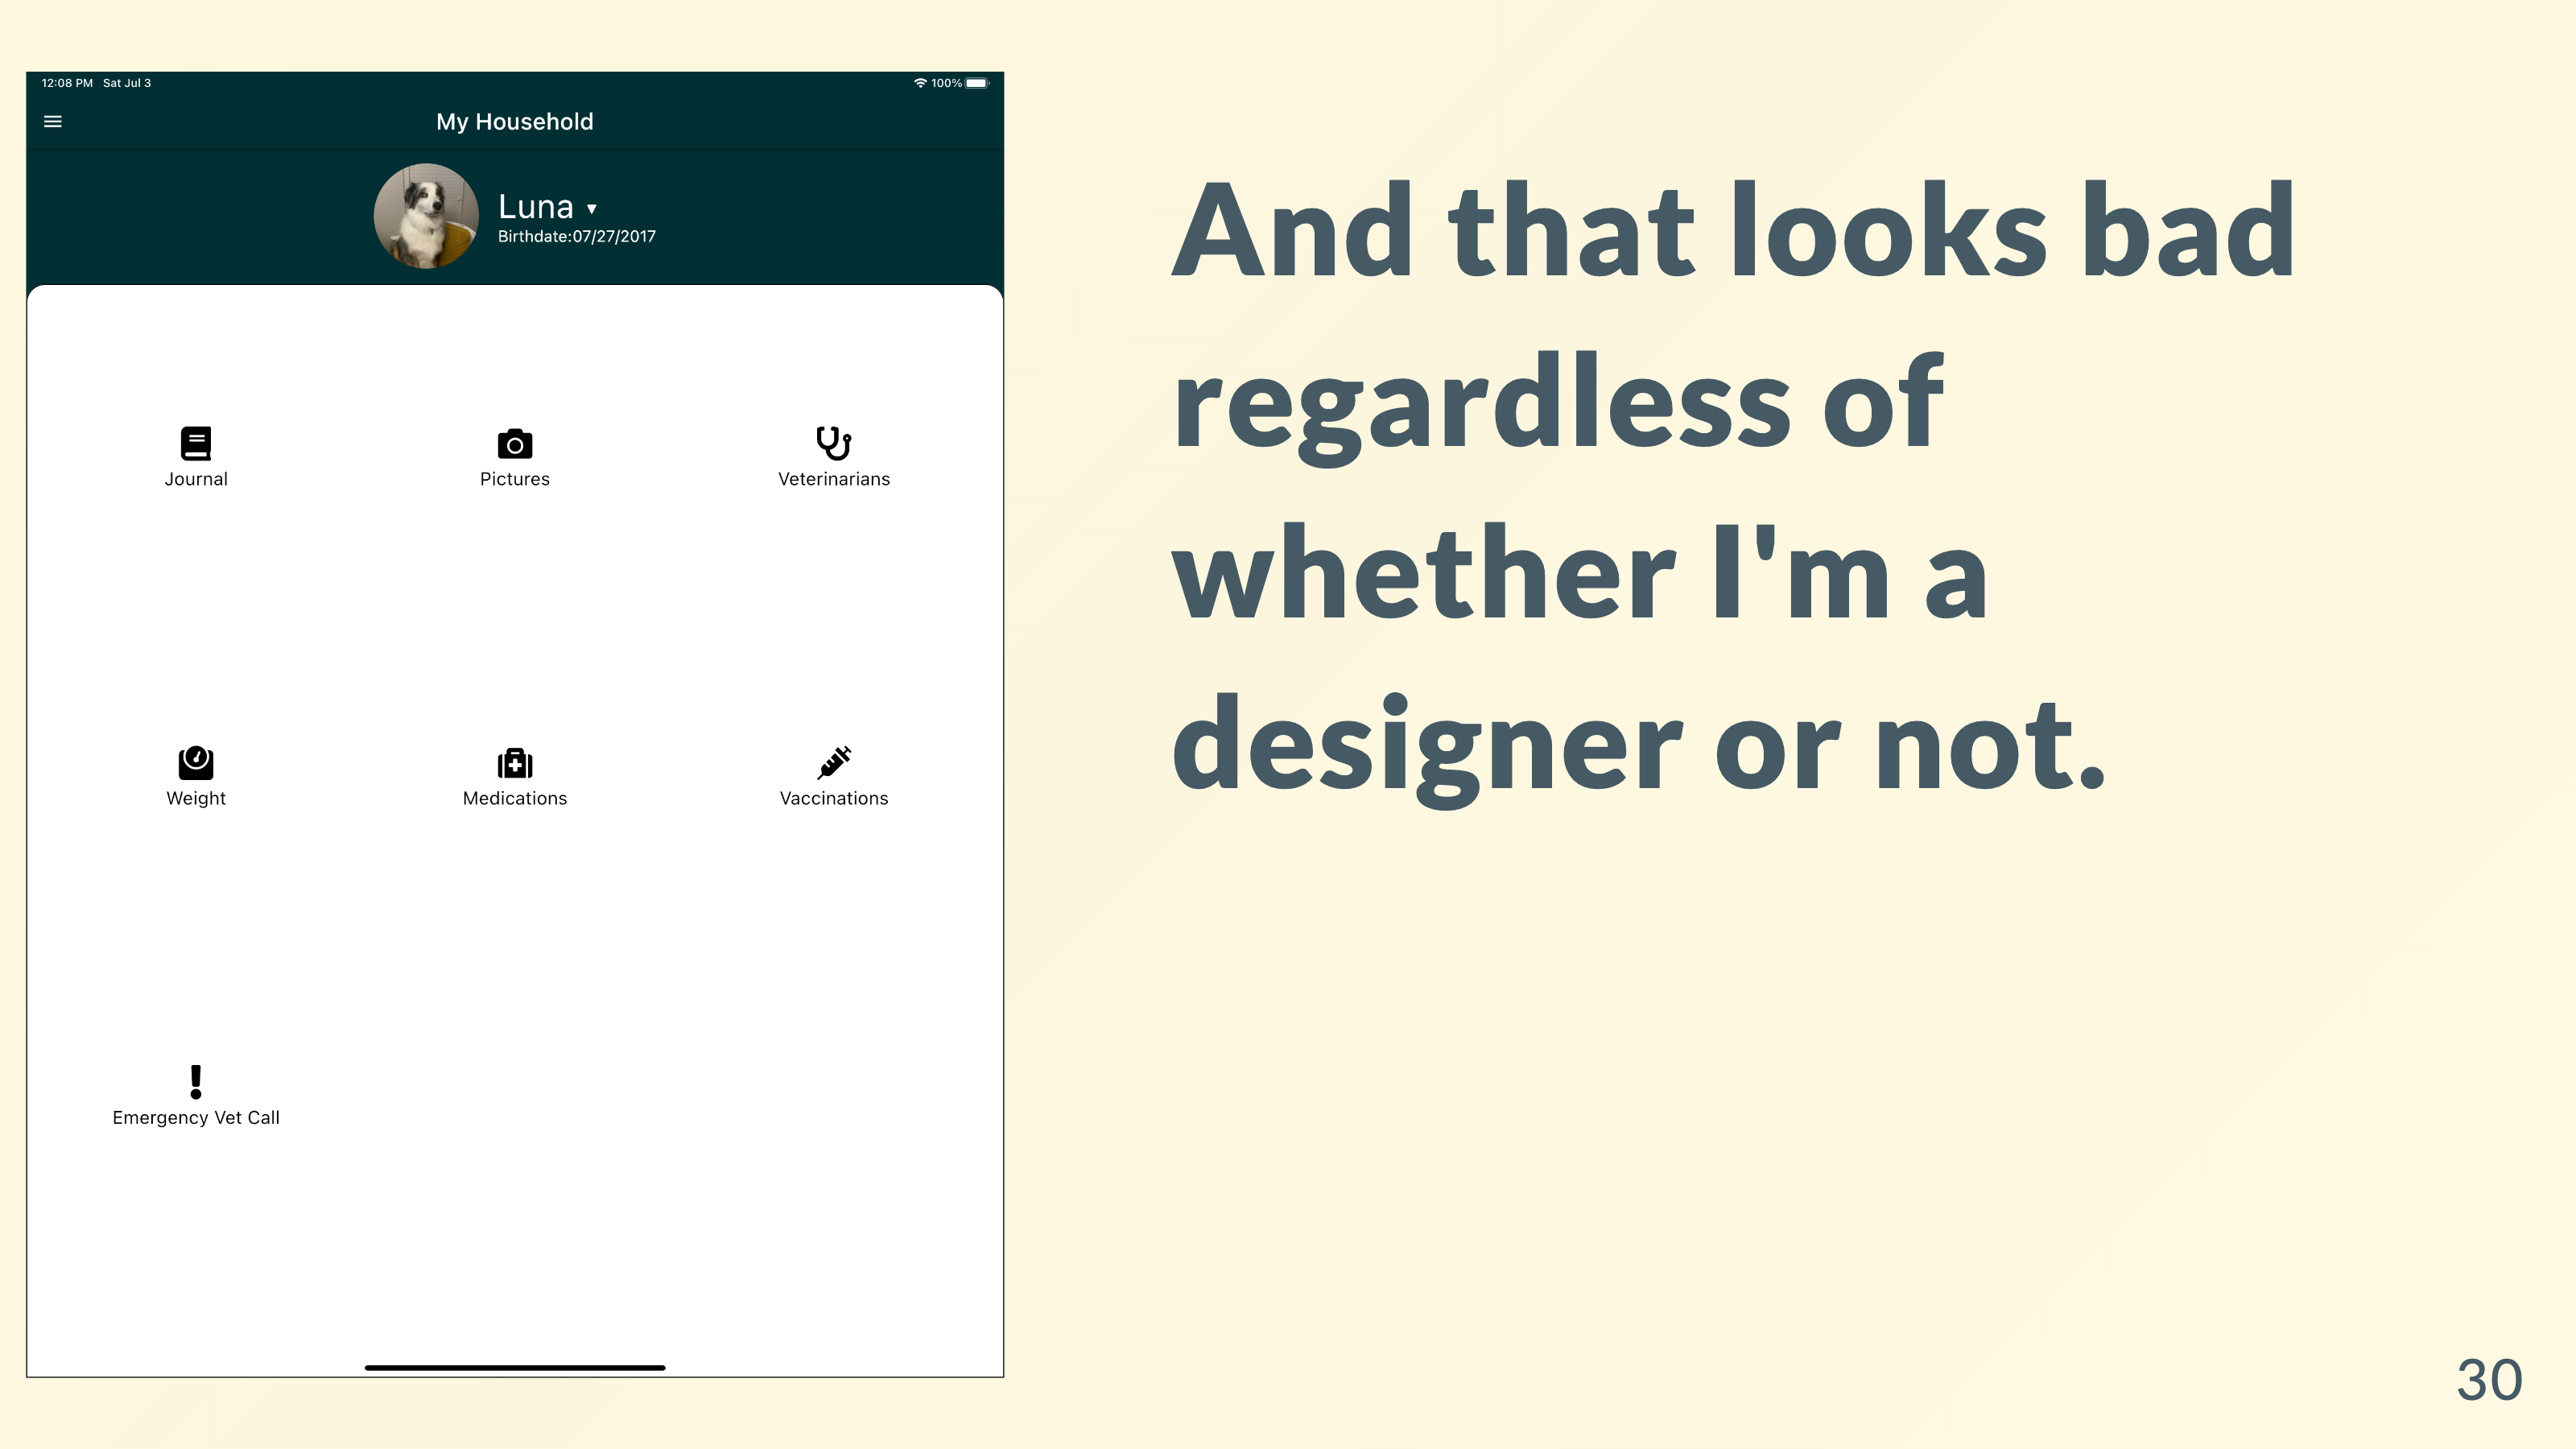 12:08 PM Sat Jul 3
100%
My Household
Luna ▾
Birthdate:07/27/2017
Journal
Pictures
Veterinarians
Weight
Medications
Vaccinations
Emergency Vet Call
And that looks bad
regardless of
whether I'm a
designer or not.
30